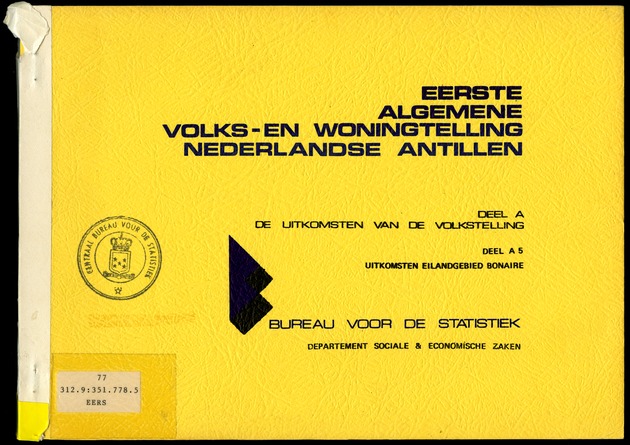 EERSTE
ALGEMENE
VOLKS-EN WONINGTELLING
NEDERLANDSE ANTILLEN
DEEL A
DE UITKOMSTEN VAN DE VOLKSTELLING
DEEL A 5
UITKOMSTEN EILANDGEBIED BONAIRE
CENTRAAL BUREAU VOOR DE STATISTIEK
BUREAU VOOR DE STATISTIEK
DEPARTEMENT SOCIALE & ECONOMISCHE ZAKEN
77
312.9:351.778.5
EERS